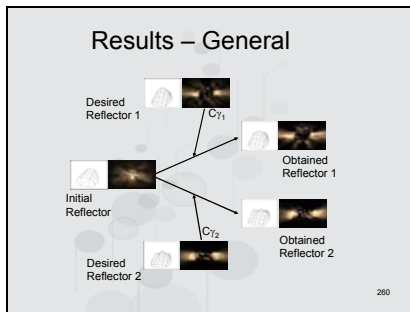 Results – General
Desired
Reflector 1
Cγ₁
Obtained
Reflector 1
Initial
Reflector
Cγ₂
Obtained
Reflector 2
Desired
Reflector 2
260